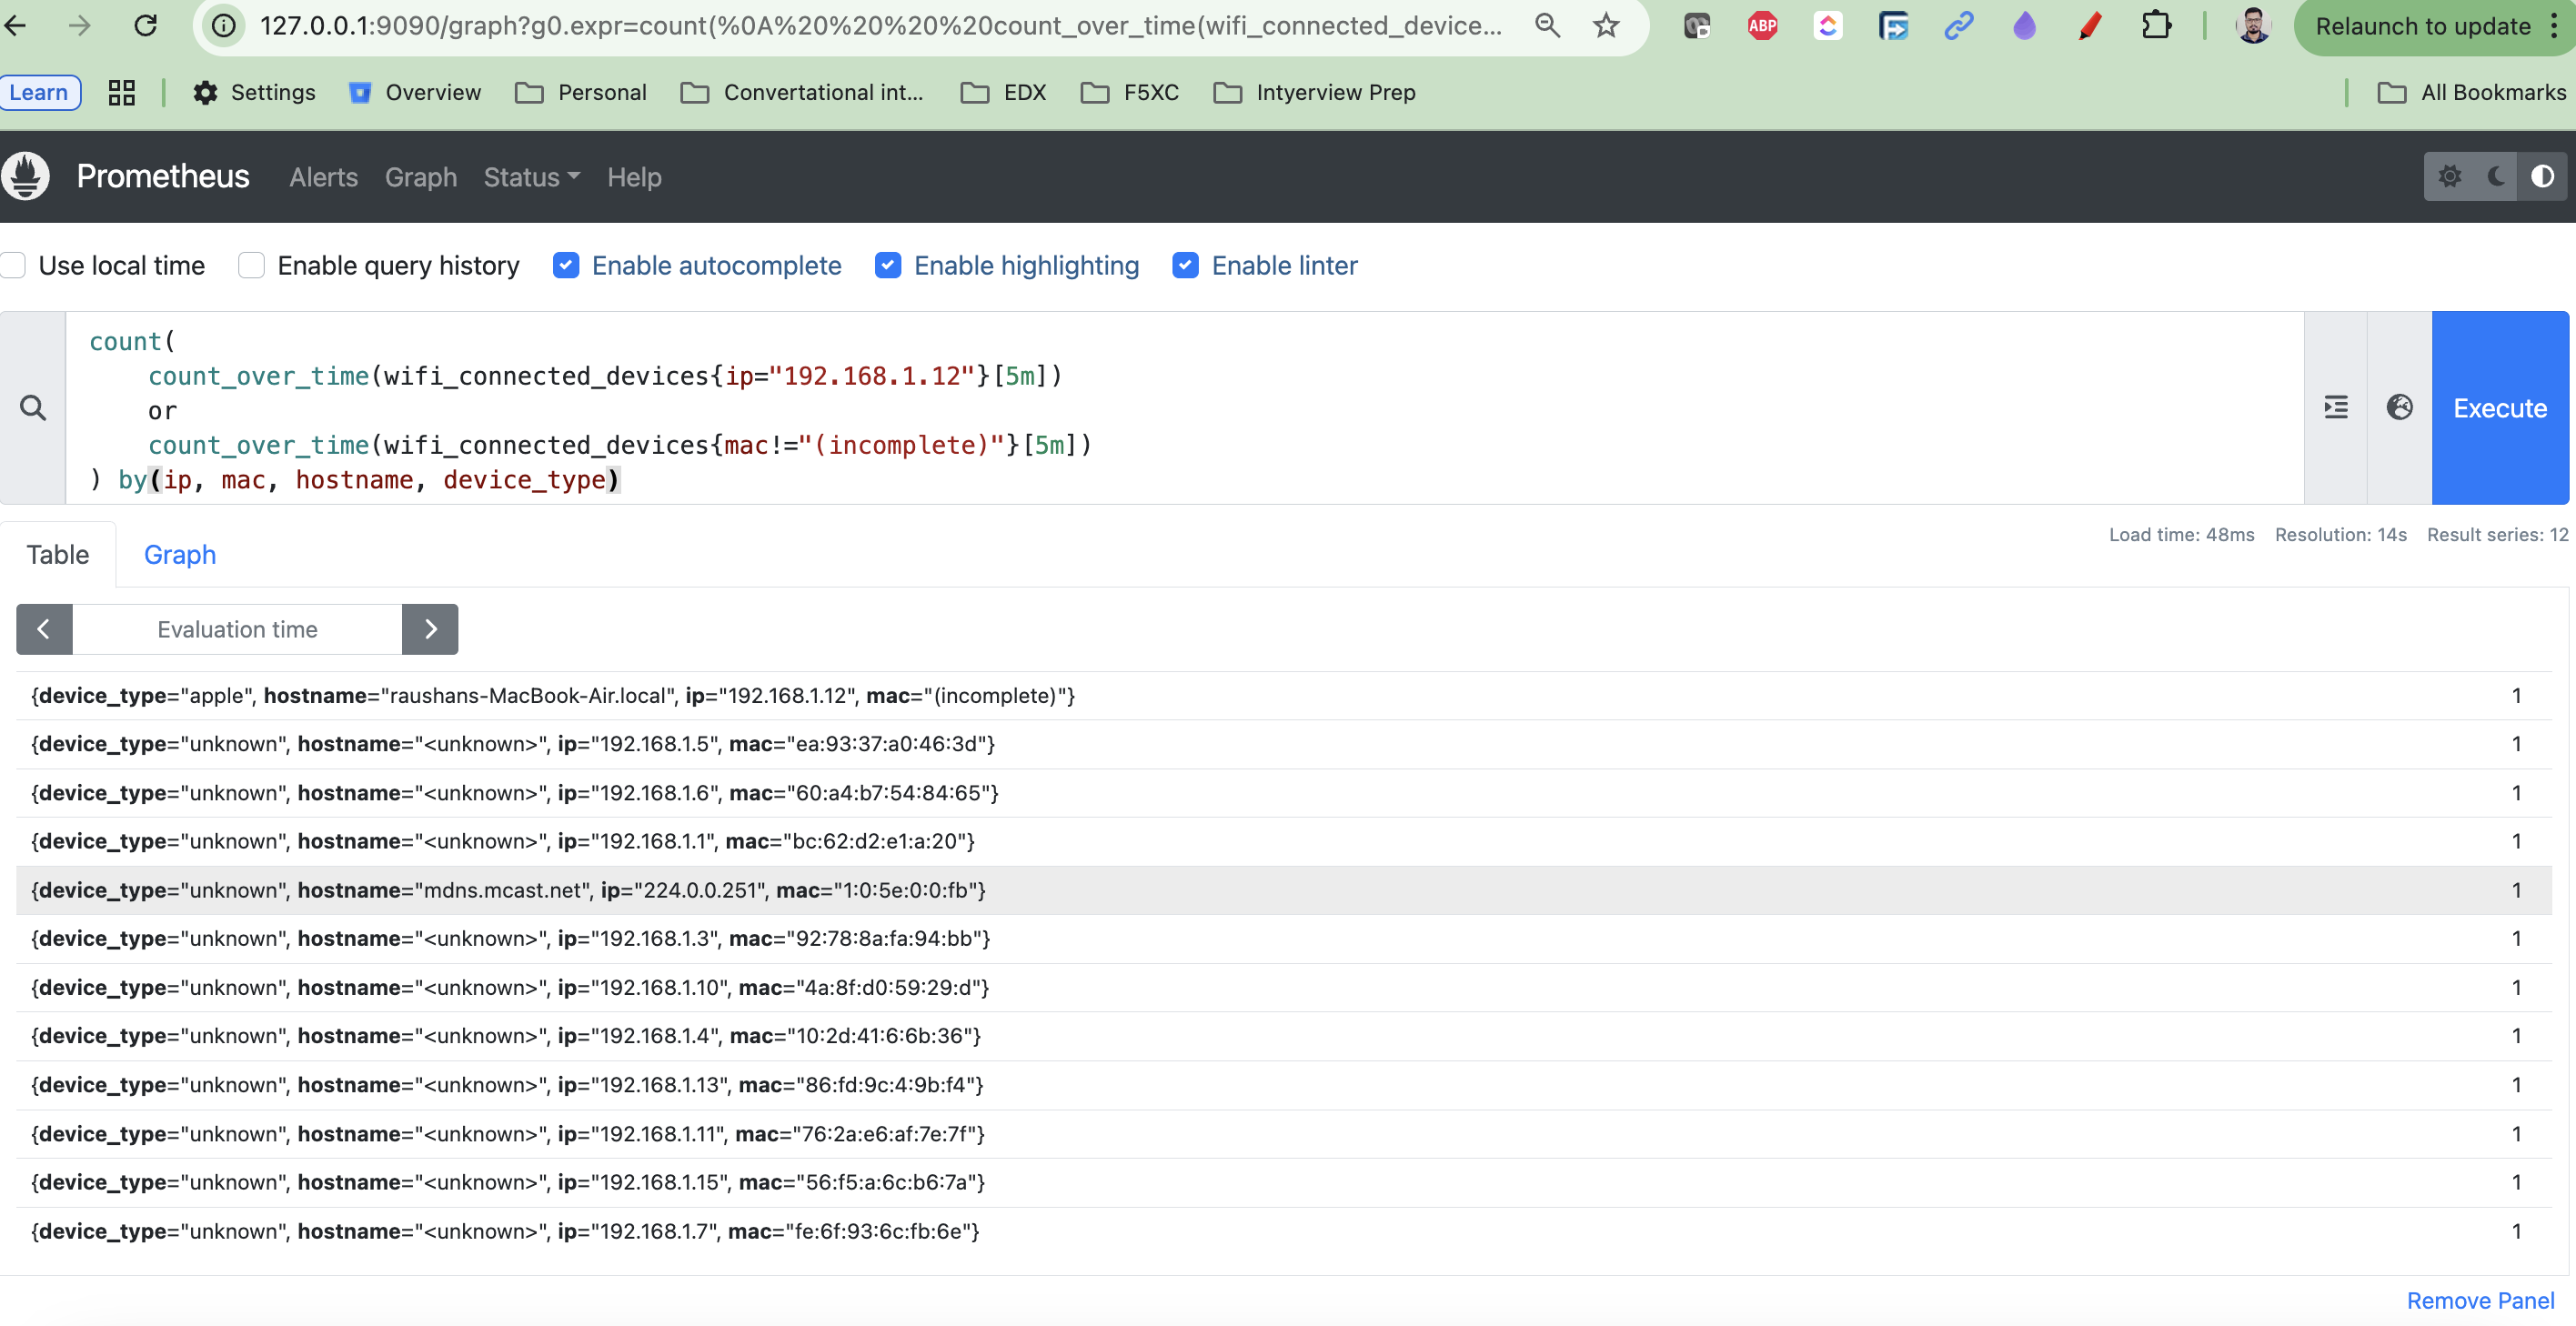 127.0.0.1:9090/graph?g0.expr=count(%0A%20%20%20%20count_over_time(wifi_connected_device...
ABP
Relaunch to update
Learn
Settings
Overview
Personal
Convertational int...
EDX
F5XC
Intyerview Prep
All Bookmarks
Prometheus
Alerts
Graph
Status
Help
Use local time
Enable query history
Enable autocomplete
Enable highlighting
Enable linter
count(
count_over_time(wifi_connected_devices{ip="192.168.1.12"}[5m])
or
count_over_time(wifi_connected_devices{mac!="(incomplete)"}[5m])
) by(ip, mac, hostname, device_type)
Execute
Table
Graph
Load time: 48ms Resolution: 14s Result series: 12
Evaluation time
{device_type="apple", hostname="raushans-MacBook-Air.local", ip="192.168.1.12", mac="(incomplete)"} 1
{device_type="unknown", hostname="<unknown>", ip="192.168.1.5", mac="ea:93:37:a0:46:3d"} 1
{device_type="unknown", hostname="<unknown>", ip="192.168.1.6", mac="60:a4:b7:54:84:65"} 1
{device_type="unknown", hostname="<unknown>", ip="192.168.1.1", mac="bc:62:d2:e1:a:20"} 1
{device_type="unknown", hostname="mdns.mcast.net", ip="224.0.0.251", mac="1:0:5e:0:0:fb"} 1
{device_type="unknown", hostname="<unknown>", ip="192.168.1.3", mac="92:78:8a:fa:94:bb"} 1
{device_type="unknown", hostname="<unknown>", ip="192.168.1.10", mac="4a:8f:d0:59:29:d"} 1
{device_type="unknown", hostname="<unknown>", ip="192.168.1.4", mac="10:2d:41:6:6b:36"} 1
{device_type="unknown", hostname="<unknown>", ip="192.168.1.13", mac="86:fd:9c:4:9b:f4"} 1
{device_type="unknown", hostname="<unknown>", ip="192.168.1.11", mac="76:2a:e6:af:7e:7f"} 1
{device_type="unknown", hostname="<unknown>", ip="192.168.1.15", mac="56:f5:a:6c:b6:7a"} 1
{device_type="unknown", hostname="<unknown>", ip="192.168.1.7", mac="fe:6f:93:6c:fb:6e"} 1
Remove Panel